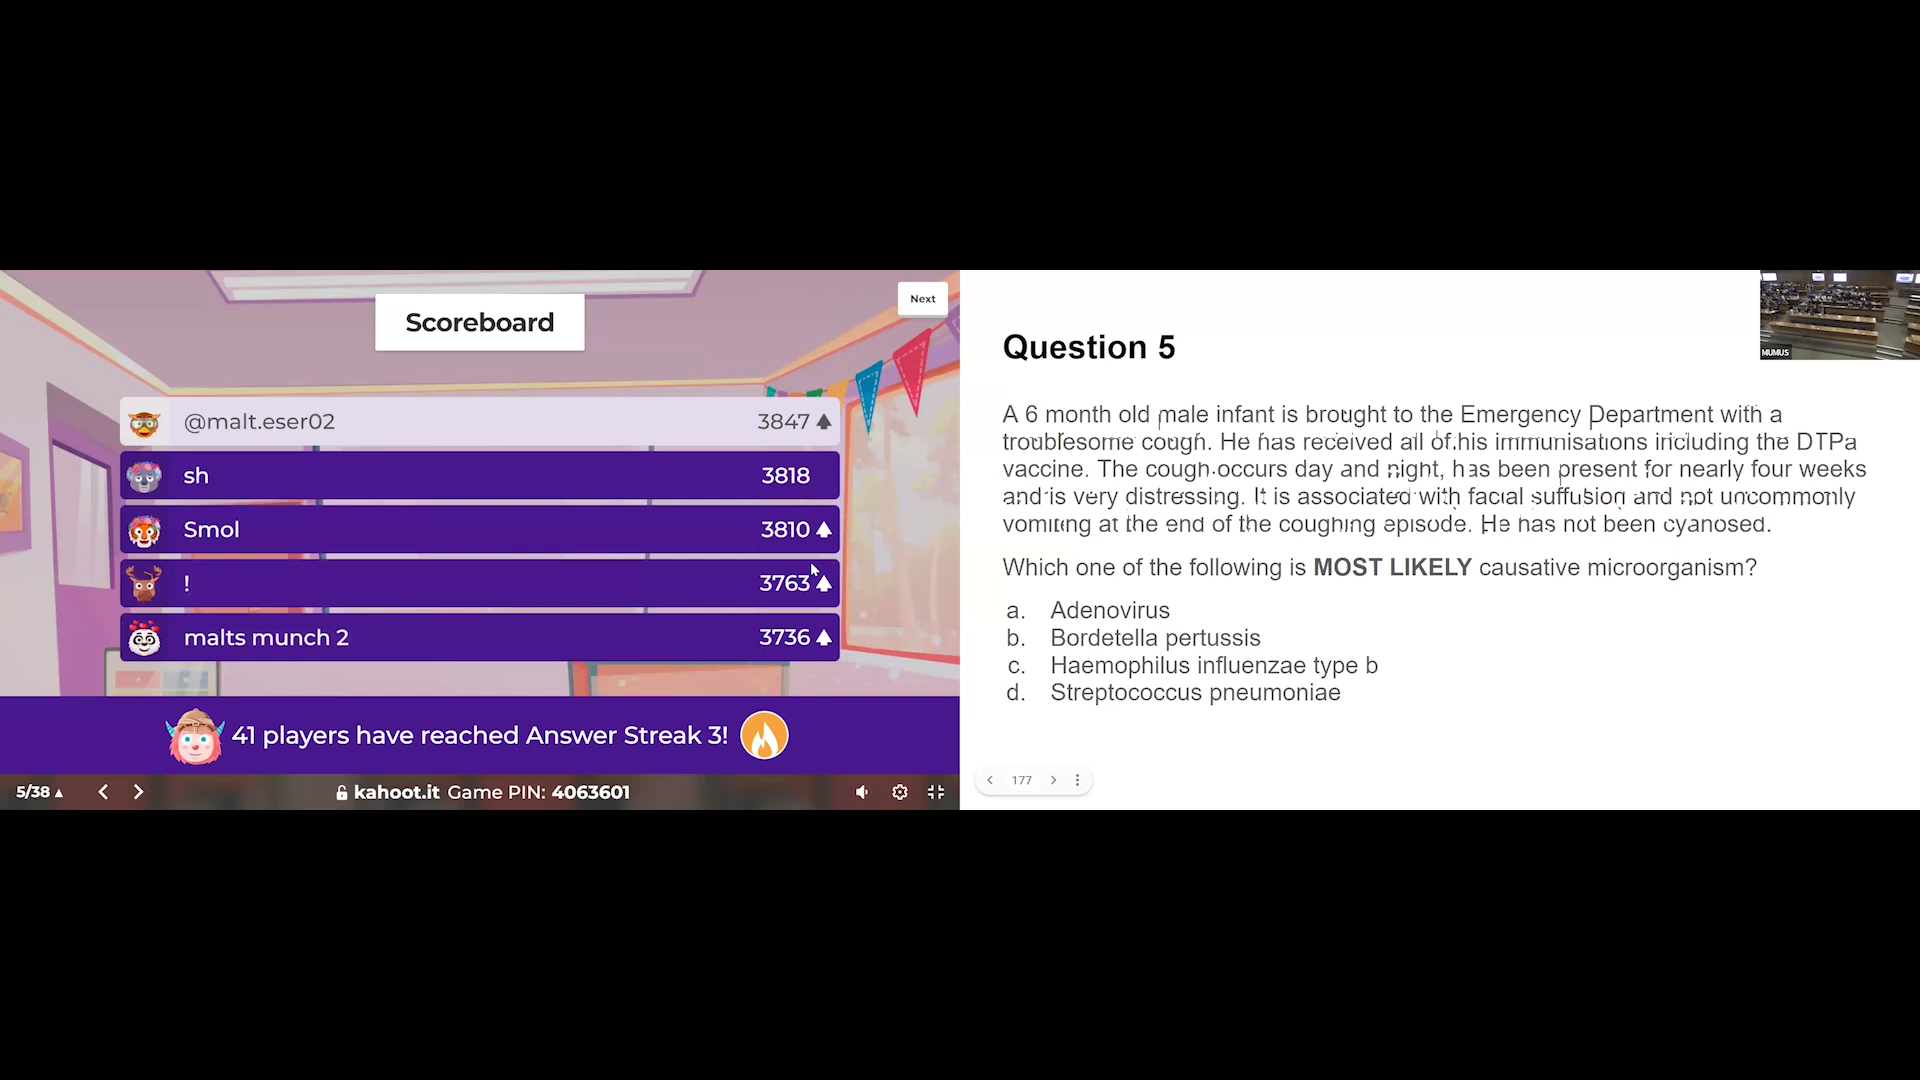 Scoreboard
Next
@malt.eser02 3847
sh 3818
Smol 3810
! 3763
malts munch 2 3736
41 players have reached Answer Streak 3!
5/38
kahoot.it Game PIN: 4063601
MUMUS
Question 5
A 6 month old male infant is brought to the Emergency Department with a
troublesome cough. He has received all of his immunisations including the DTPa
vaccine. The cough occurs day and night, has been present for nearly four weeks
and is very distressing. It is associated with facial suffusion and not uncommonly
vomiting at the end of the coughing episode. He has not been cyanosed.
Which one of the following is MOST LIKELY causative microorganism?
a. Adenovirus
b. Bordetella pertussis
c. Haemophilus influenzae type b
d. Streptococcus pneumoniae
177